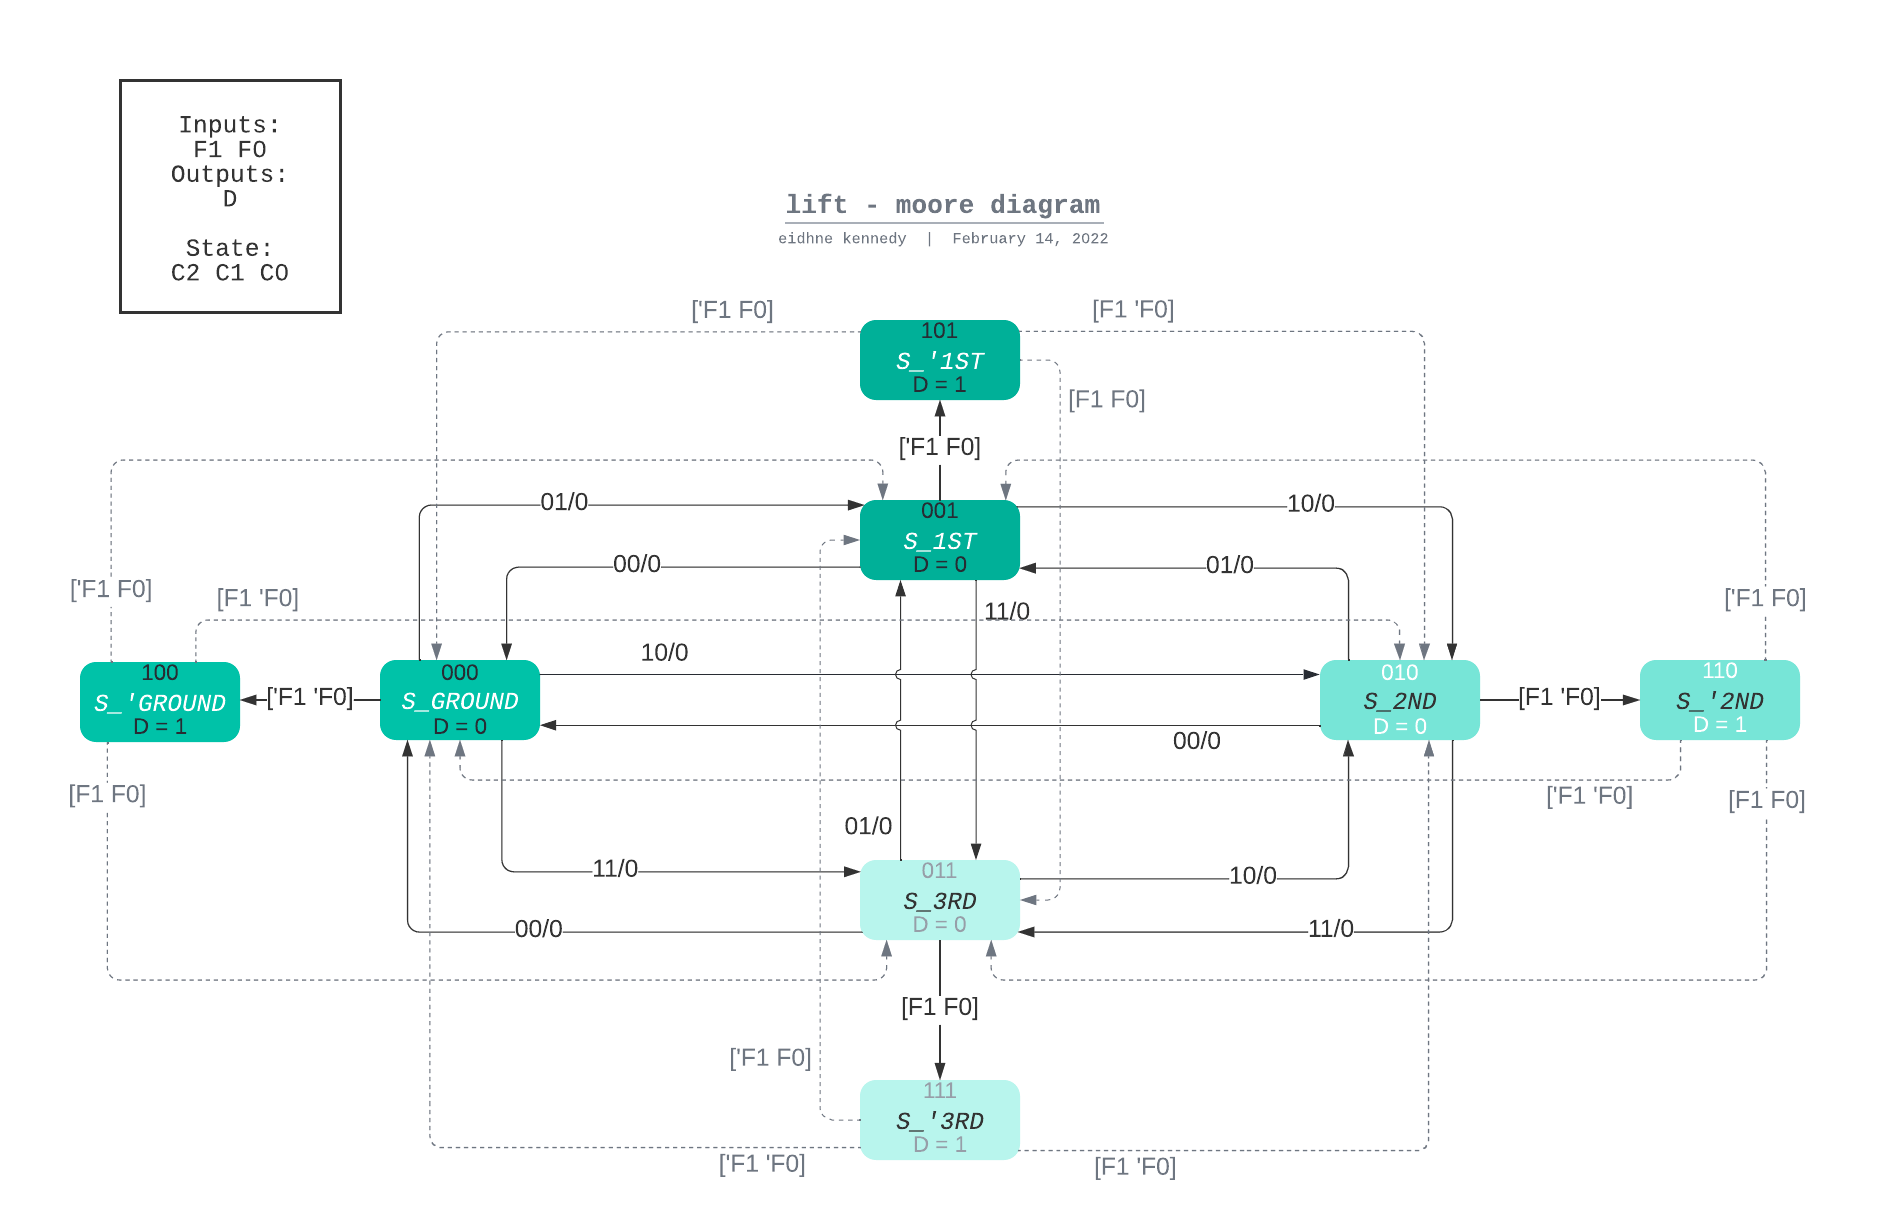 Inputs:
F1 F0
Outputs:
D
State:
C2 C1 C0
lift - moore diagram
eidhne kennedy | February 14, 2022
['F1 F0]
[F1 'F0]
101
S_'1ST
D = 1
[F1 F0]
['F1 F0]
01/0
001
S_1ST
D = 0
10/0
00/0
01/0
['F1 F0]
[F1 'F0]
11/0
['F1 F0]
10/0
100
S_'GROUND
D = 1
['F1 'F0]
000
S_GROUND
D = 0
010
S_2ND
D = 0
[F1 'F0]
110
S_'2ND
D = 1
00/0
[F1 F0]
['F1 'F0]
[F1 F0]
01/0
11/0
011
S_3RD
D = 0
10/0
00/0
11/0
[F1 F0]
['F1 F0]
111
S_'3RD
D = 1
['F1 'F0]
[F1 'F0]